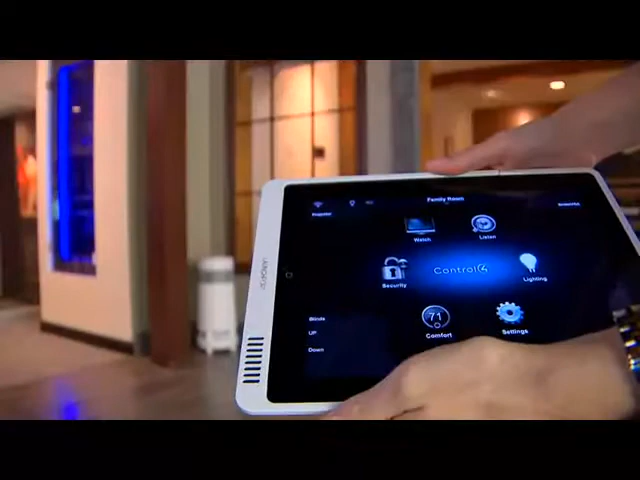 Family Room
Watch
Listen
Security
Control4
Lighting
Blinds
UP
Down
71
Comfort
Settings